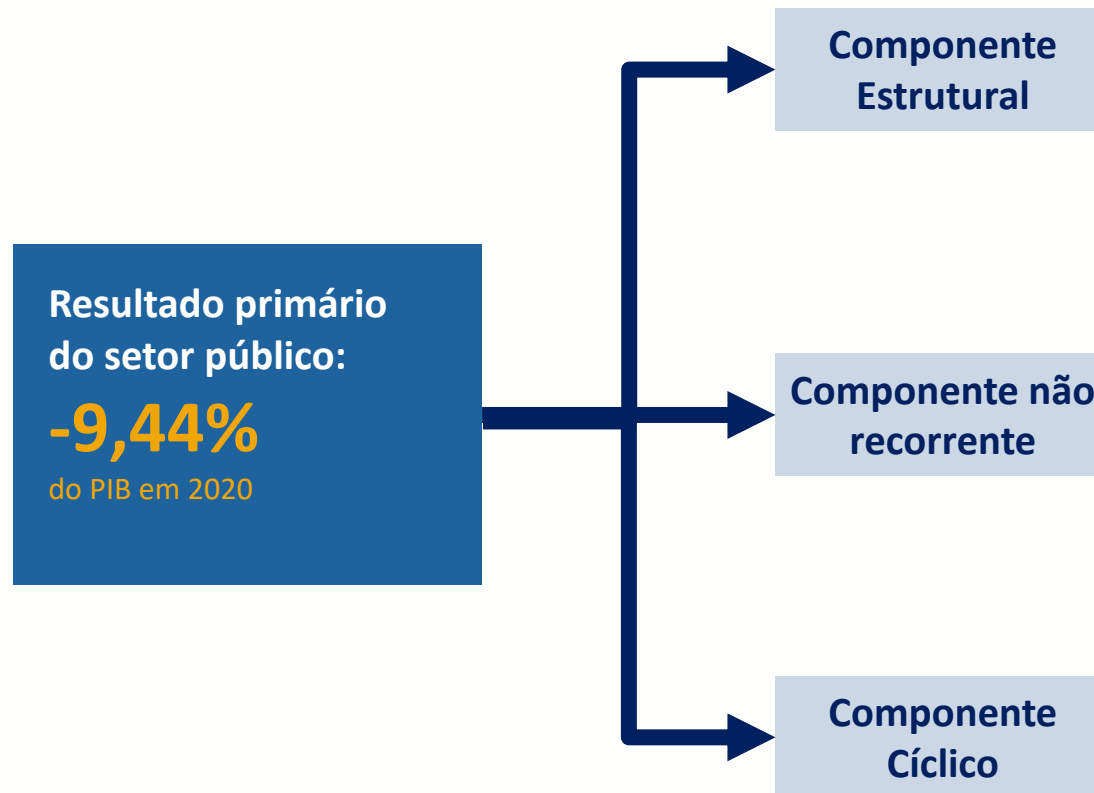 Componente
Estrutural
Resultado primário
do setor público:
-9,44%
do PIB em 2020
Componente não
recorrente
Componente
Cíclico